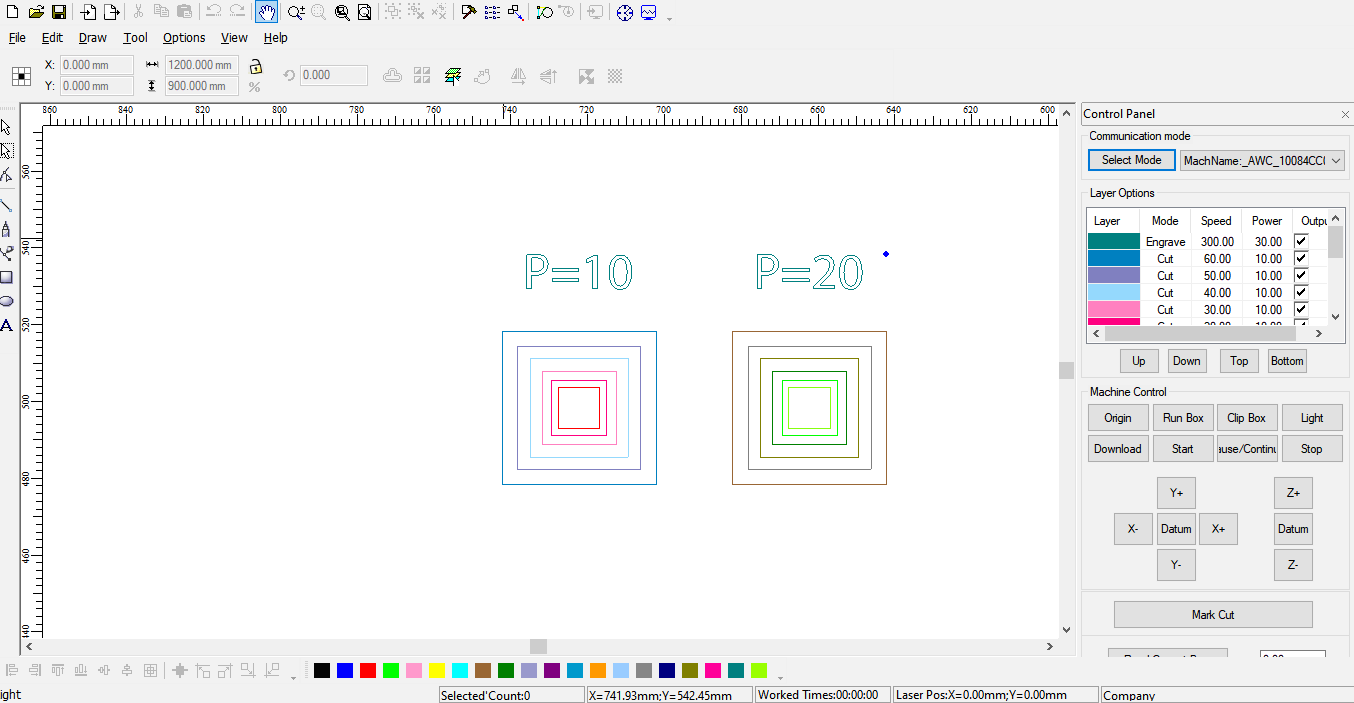 File Edit Draw Tool Options View Help
X: 0.000 mm 1200.000 mm 0.000
Y: 0.000 mm 900.000 mm %
860 840 820 800 780 760 740 720 700 680 660 640 620 600
560
540
520
500
480
460
440
P=10 P=20
Control Panel
Communication mode
Select Mode MachName:_AWC_10084CC(
Layer Options
Layer Mode Speed Power Outpu
Engrave 300.00 30.00
Cut 60.00 10.00
Cut 50.00 10.00
Cut 40.00 10.00
Cut 30.00 10.00
Up Down Top Bottom
Machine Control
Origin Run Box Clip Box Light
Download Start ause/Continu Stop
Y+ Z+
X- Datum X+ Datum
Y- Z-
Mark Cut
ight
Selected'Count:0 X=741.93mm;Y=542.45mm Worked Times:00:00:00 Laser Pos:X=0.00mm;Y=0.00mm Company